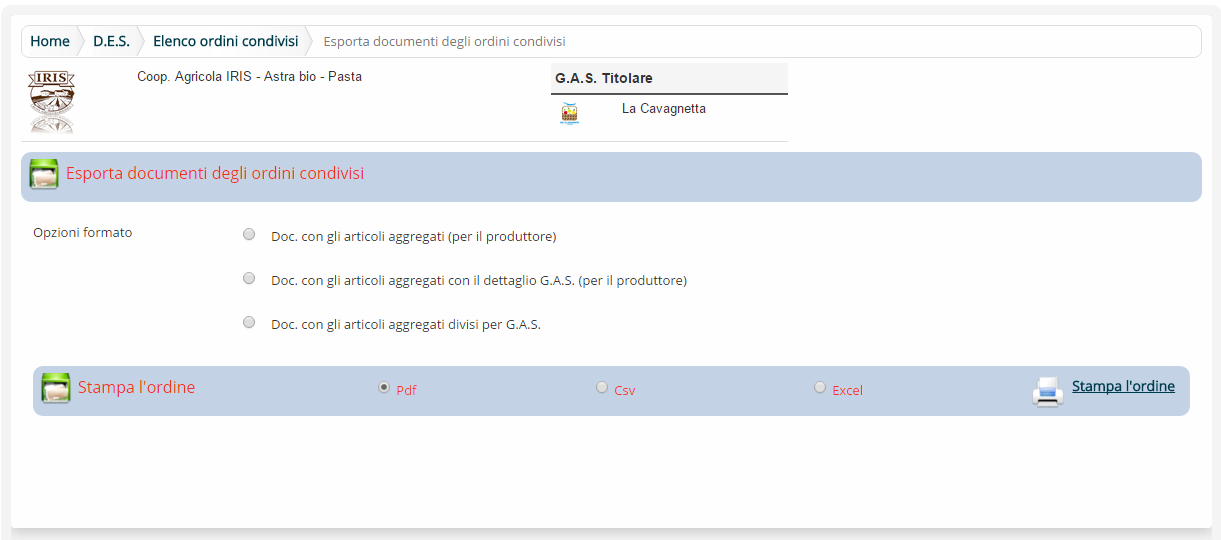 Home D.E.S. Elenco ordini condivisi Esporta documenti degli ordini condivisi
IRIS
Coop. Agricola IRIS - Astra bio - Pasta
G.A.S. Titolare
La Cavagnetta
Esporta documenti degli ordini condivisi
Opzioni formato
Doc. con gli articoli aggregati (per il produttore)
Doc. con gli articoli aggregati con il dettaglio G.A.S. (per il produttore)
Doc. con gli articoli aggregati divisi per G.A.S.
Stampa l'ordine Pdf Csv Excel Stampa l'ordine